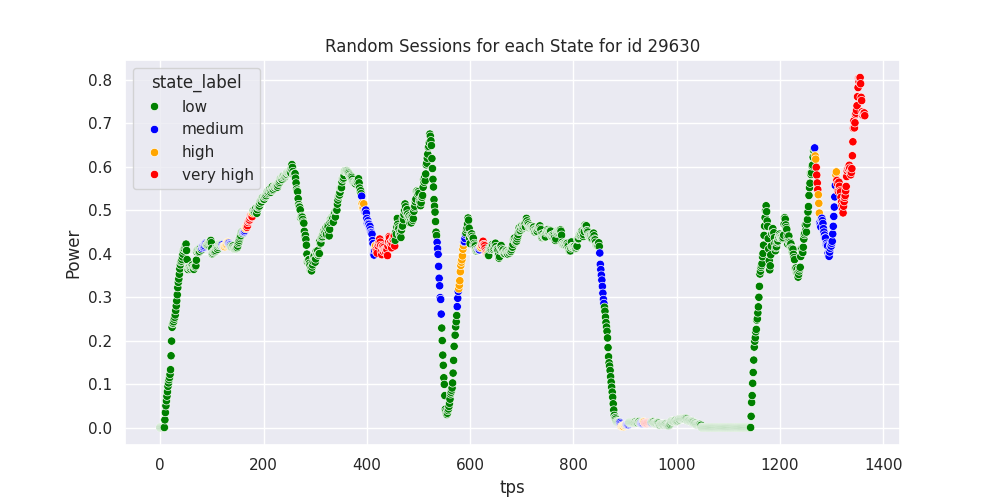 Random Sessions for each State for id 29630
state_label
low
medium
high
very high
Power
0.8
0.7
0.6
0.5
0.4
0.3
0.2
0.1
0.0
0 200 400 600 800 1000 1200 1400
tps